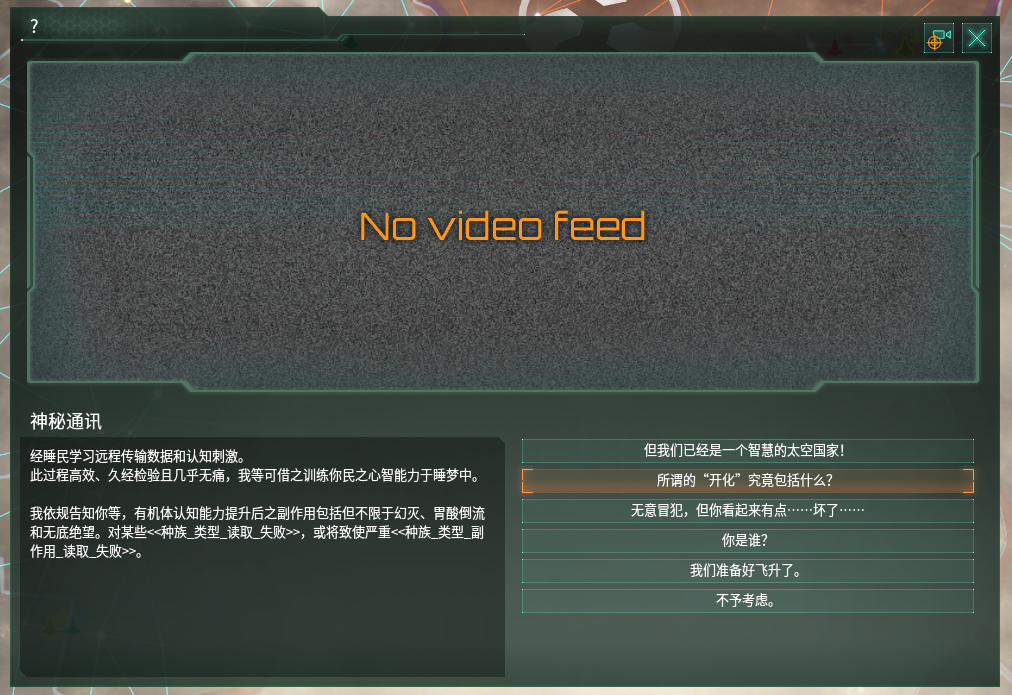 ?
No video feed
神秘通讯
经睡民学习远程传输数据和认知刺激。
此过程高效、久经检验且几乎无痛，我等可借之训练你民之心智能力于睡梦中。
我依规告知你等，有机体认知能力提升后之副作用包括但不限于幻灭、胃酸倒流
和无底绝望。对某些<<种族_类型_读取_失败>>，或将致使严重<<种族_类型_副
作用_读取_失败>>。
但我们已经是一个智慧的太空国家！
所谓的“开化”究竟包括什么？
无意冒犯，但你看起来有点……坏了……
你是谁？
我们准备好飞升了。
不予考虑。